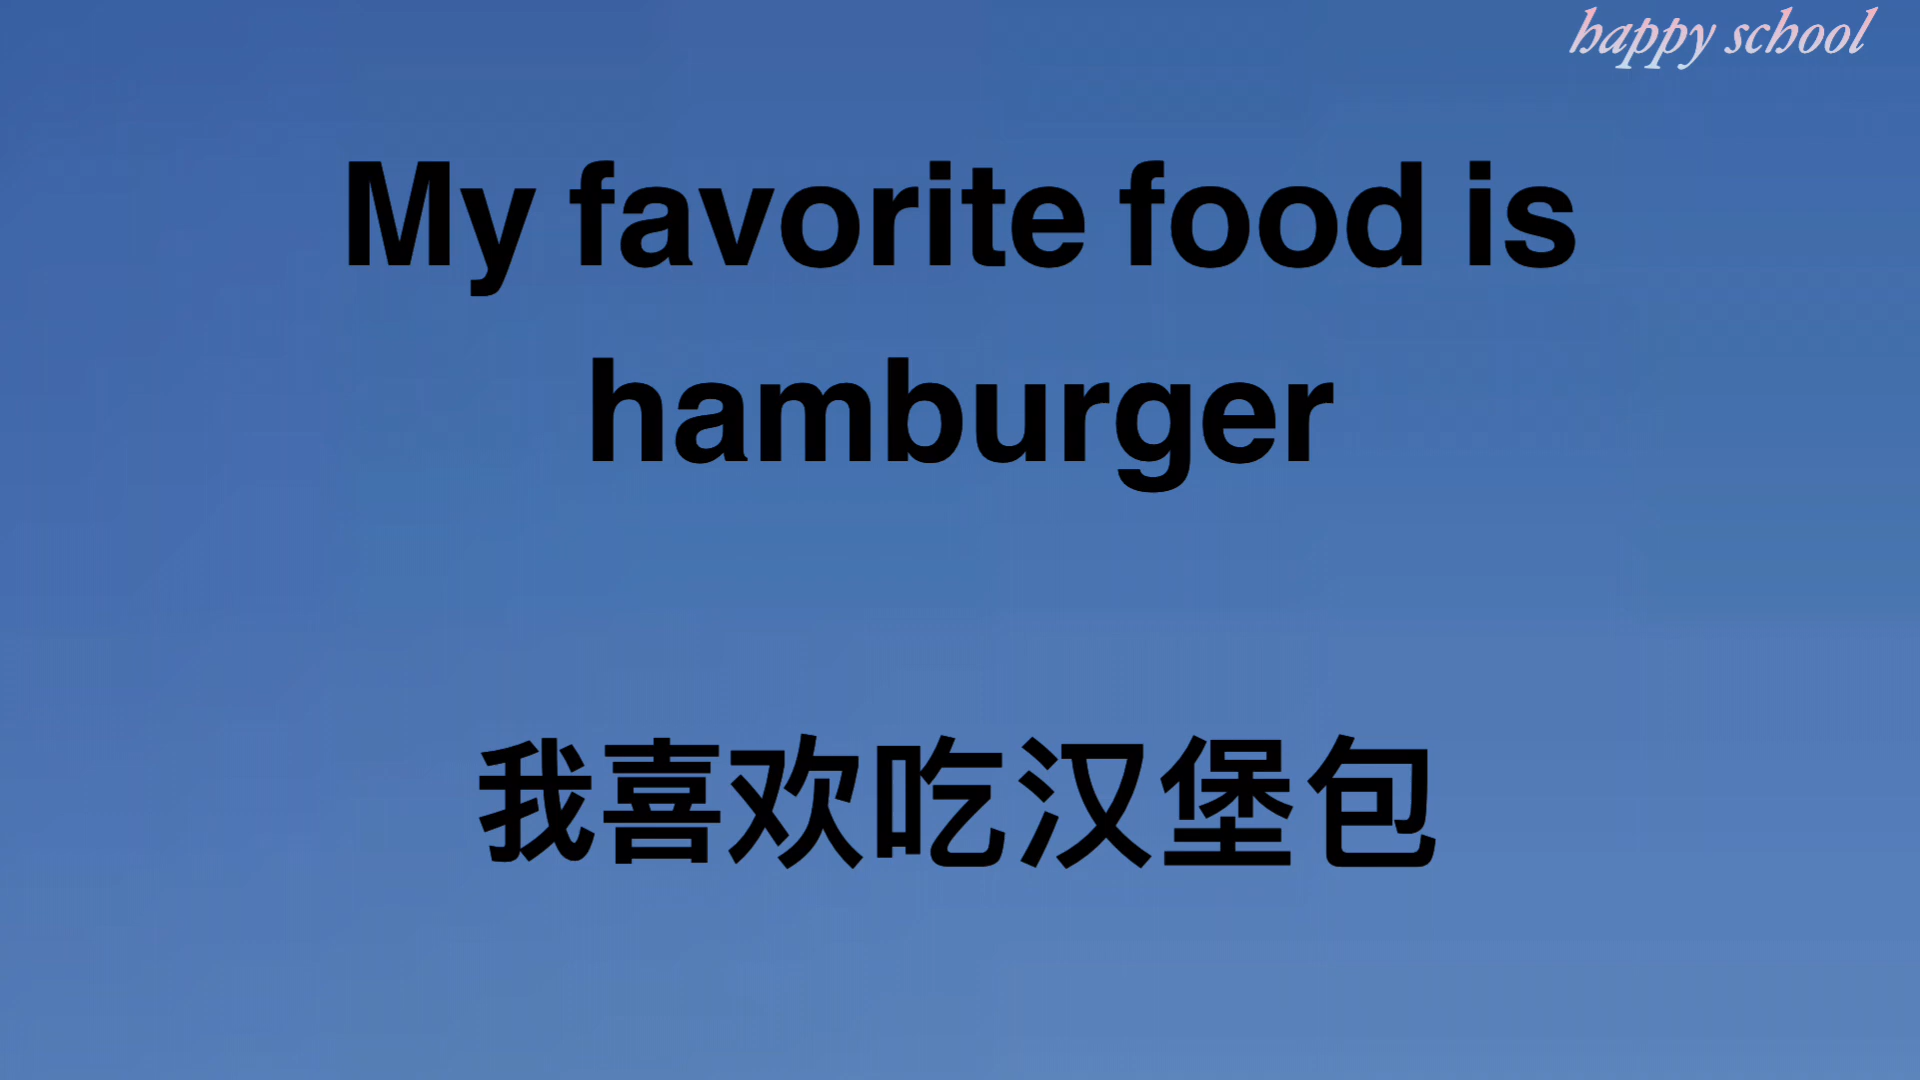 happy school
My favorite food is
hamburger
我喜欢吃汉堡包